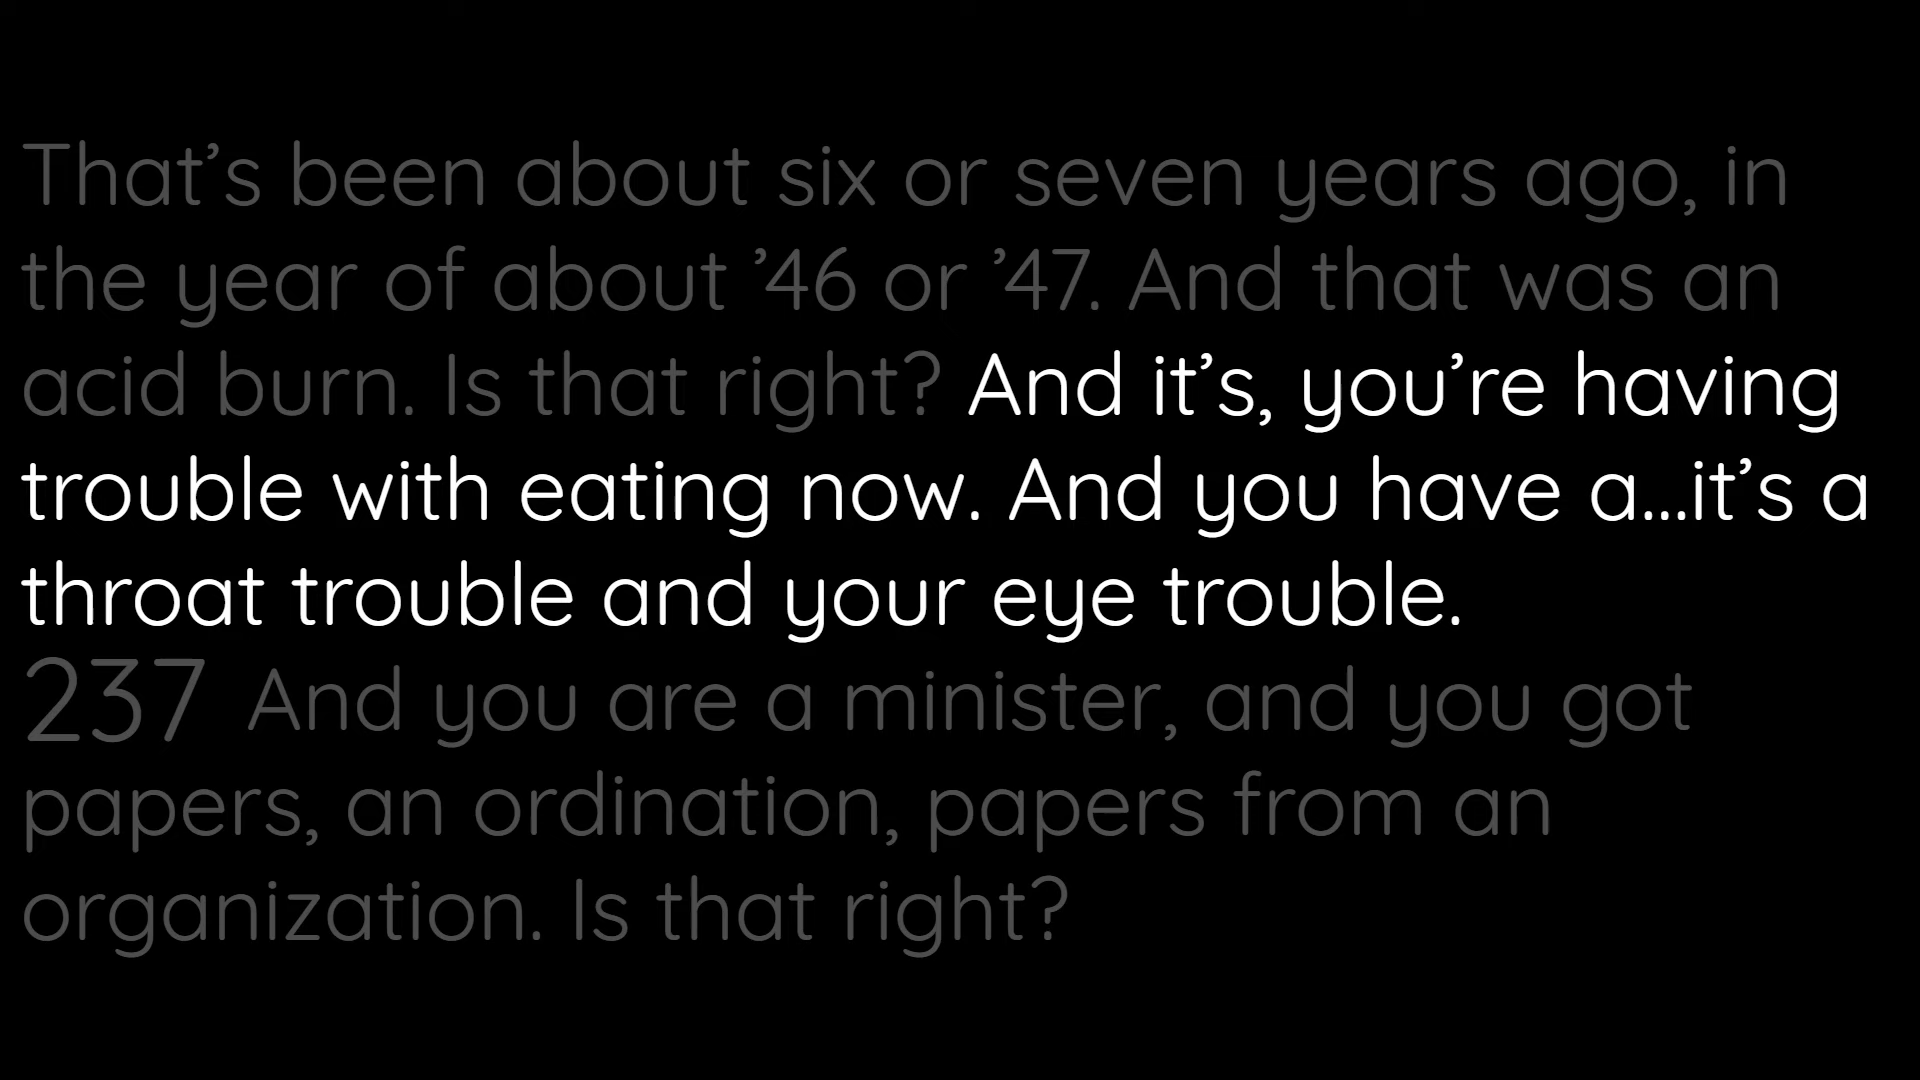 That’s been about six or seven years ago, in
the year of about ’46 or ’47. And that was an
acid burn. Is that right? And it’s, you’re having
trouble with eating now. And you have a...it’s a
throat trouble and your eye trouble.
237 And you are a minister, and you got
papers, an ordination, papers from an
organization. Is that right?